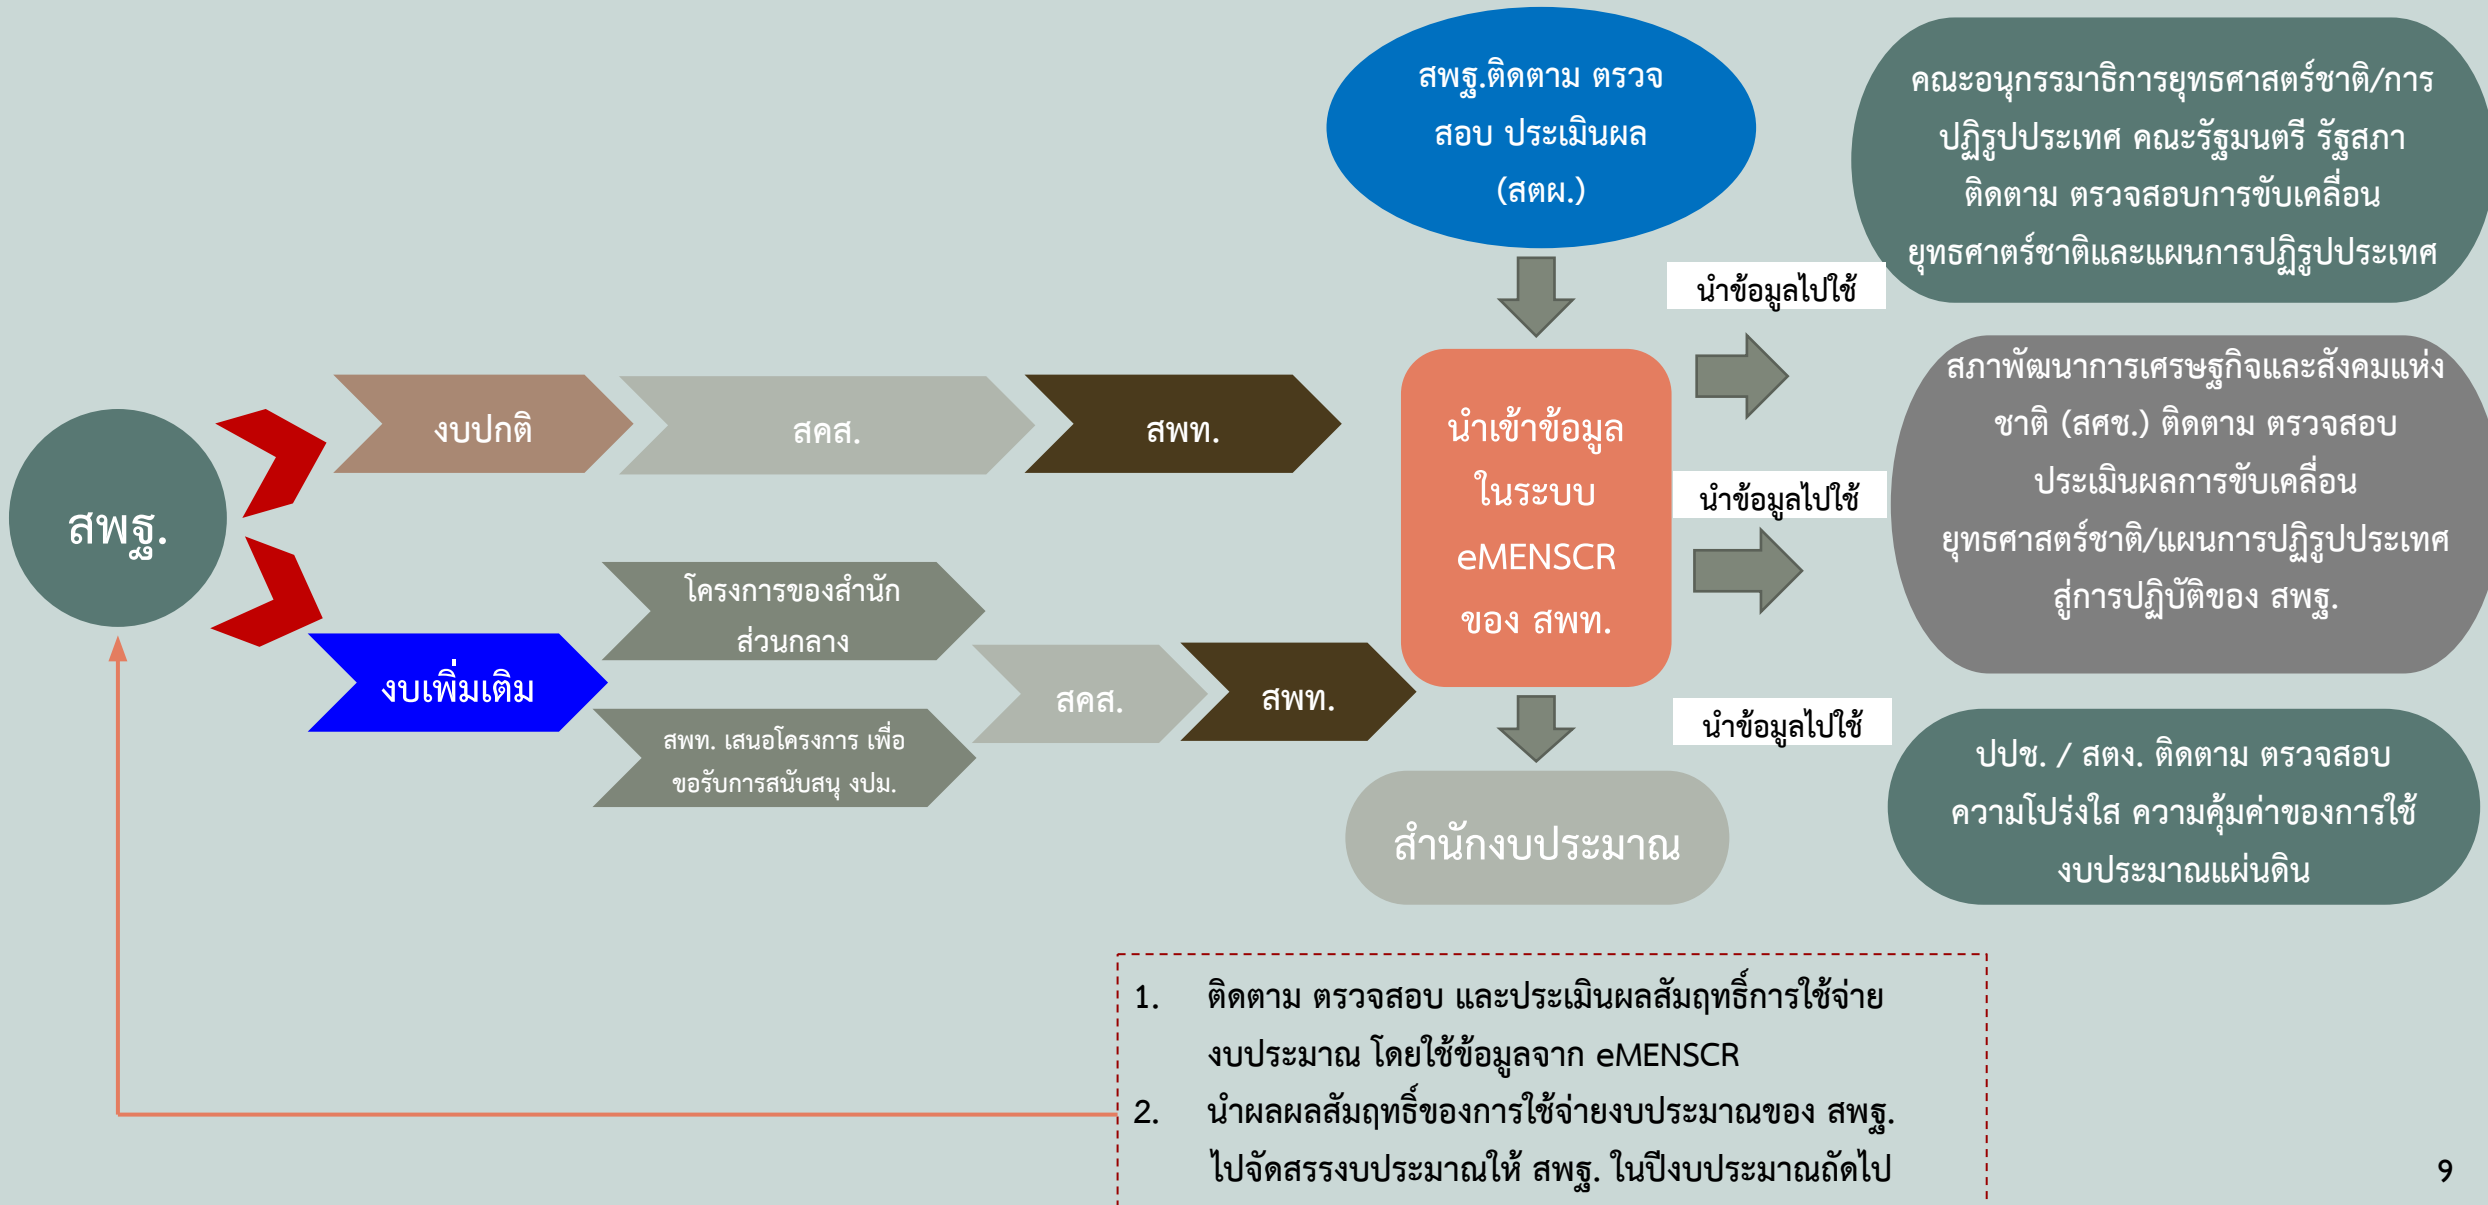 สพฐ.ติดตาม ตรวจ
สอบ ประเมินผล
(สตผ.)
คณะอนุกรรมาธิการยุทธศาสตร์ชาติ/การ
ปฏิรูปประเทศ คณะรัฐมนตรี รัฐสภา
ติดตาม ตรวจสอบการขับเคลื่อน
ยุทธศาตร์ชาติและแผนการปฏิรูปประเทศ
นำข้อมูลไปใช้
สพฐ.
งบปกติ
สคส.
สพท.
นำเข้าข้อมูล
ในระบบ
eMENSCR
ของ สพท.
สภาพัฒนาการเศรษฐกิจและสังคมแห่ง
ชาติ (สศช.) ติดตาม ตรวจสอบ
ประเมินผลการขับเคลื่อน
ยุทธศาสตร์ชาติ/แผนการปฏิรูปประเทศ
สู่การปฏิบัติของ สพฐ.
นำข้อมูลไปใช้
งบเพิ่มเติม
โครงการของสำนัก
ส่วนกลาง
สพท. เสนอโครงการ เพื่อ
ขอรับการสนับสนุ งปม.
สคส.
สพท.
นำข้อมูลไปใช้
สำนักงบประมาณ
ปปช. / สตง. ติดตาม ตรวจสอบ
ความโปร่งใส ความคุ้มค่าของการใช้
งบประมาณแผ่นดิน
1. ติดตาม ตรวจสอบ และประเมินผลสัมฤทธิ์การใช้จ่าย
งบประมาณ โดยใช้ข้อมูลจาก eMENSCR
2. นำผลผลสัมฤทธิ์ของการใช้จ่ายงบประมาณของ สพฐ.
ไปจัดสรรงบประมาณให้ สพฐ. ในปีงบประมาณถัดไป
9